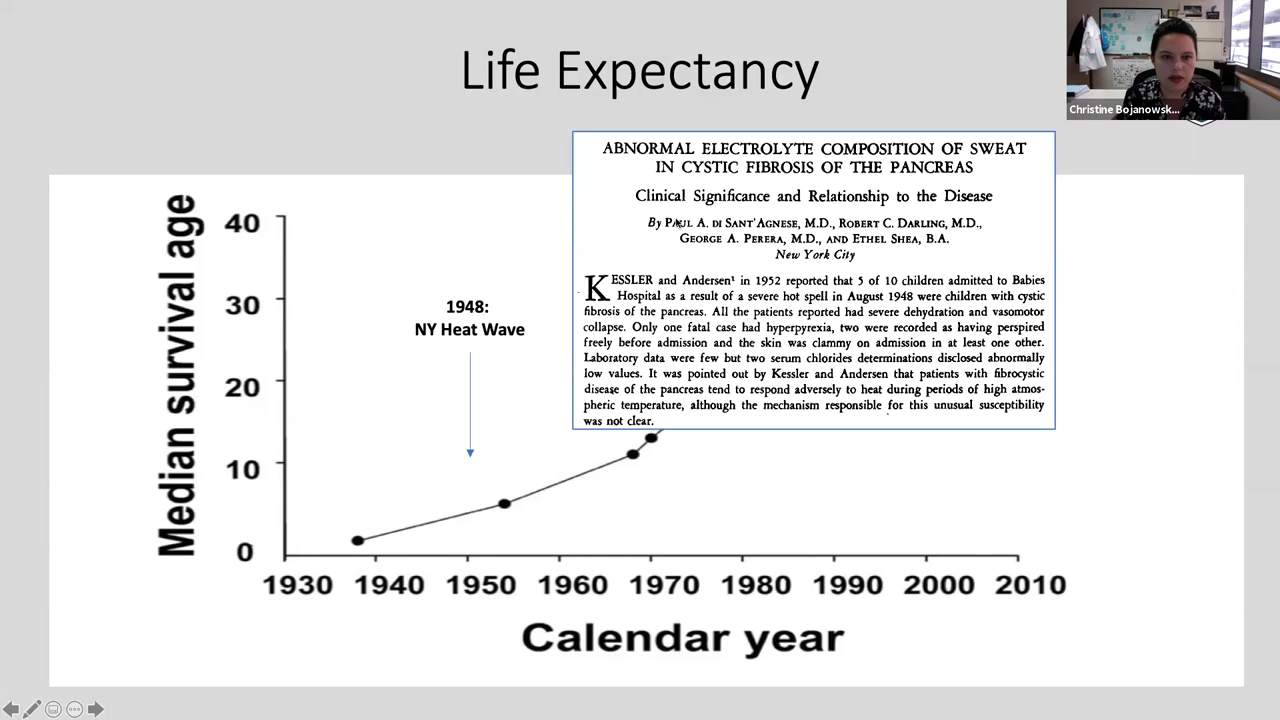 Life Expectancy
Christine Bojanowsk...
ABNORMAL ELECTROLYTE COMPOSITION OF SWEAT
IN CYSTIC FIBROSIS OF THE PANCREAS
Clinical Significance and Relationship to the Disease
By PAUL A. DI SANT'AGNESE, M.D., ROBERT C. DARLING, M.D.,
GEORGE A. PERERA, M.D., AND ETHEL SHEA, B.A.
New York City
KESSLER and Andersen¹ in 1952 reported that 5 of 10 children admitted to Babies
Hospital as a result of a severe hot spell in August 1948 were children with cystic
fibrosis of the pancreas. All the patients reported had severe dehydration and vasomotor
collapse. Only one fatal case had hyperpyrexia, two were recorded as having perspired
freely before admission and the skin was clammy on admission in at least one other.
Laboratory data were few but two serum chlorides determinations disclosed abnormally
low values. It was pointed out by Kessler and Andersen that patients with fibrocystic
disease of the pancreas tend to respond adversely to heat during periods of high atmos-
pheric temperature, although the mechanism responsible for this unusual susceptibility
was not clear.
1948:
NY Heat Wave
Median survival age
40
30
20
10
0
1930 1940 1950 1960 1970 1980 1990 2000 2010
Calendar year